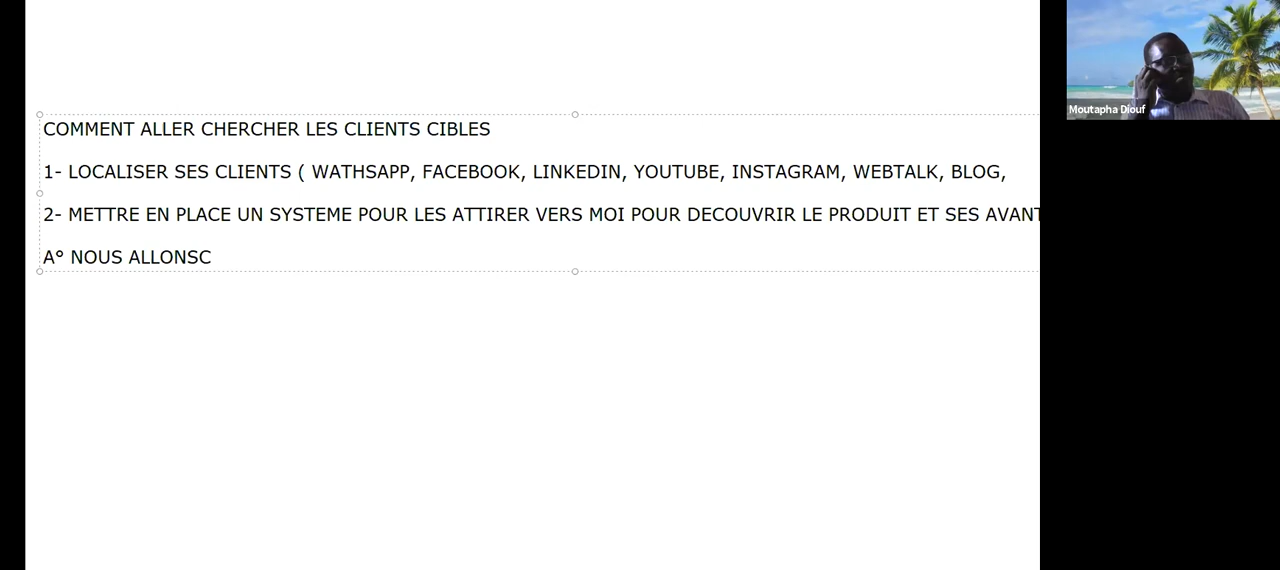 COMMENT ALLER CHERCHER LES CLIENTS CIBLES
1- LOCALISER SES CLIENTS ( WATHSAPP, FACEBOOK, LINKEDIN, YOUTUBE, INSTAGRAM, WEBTALK, BLOG,
2- METTRE EN PLACE UN SYSTEME POUR LES ATTIRER VERS MOI POUR DECOUVRIR LE PRODUIT ET SES AVANT
A° NOUS ALLONSC
Moutapha Diouf